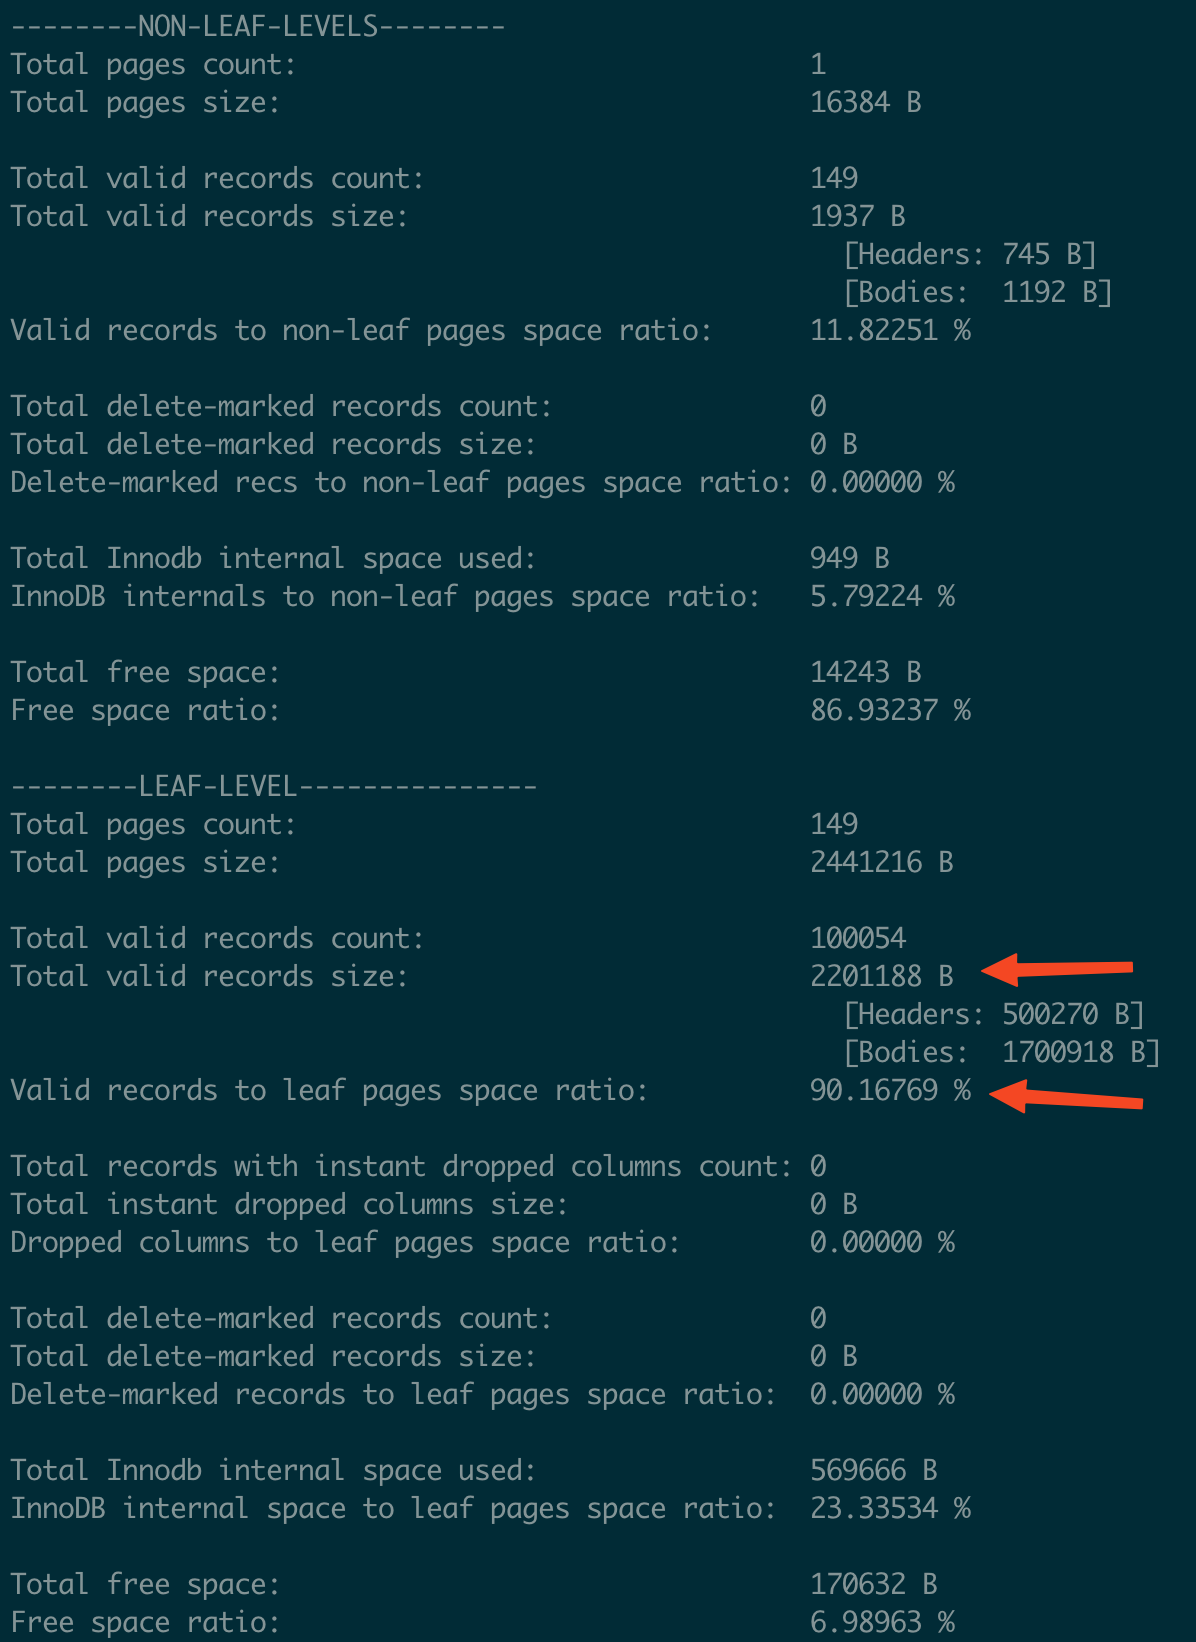 --------NON-LEAF-LEVELS--------
Total pages count: 1
Total pages size: 16384 B
Total valid records count: 149
Total valid records size: 1937 B
[Headers: 745 B]
[Bodies: 1192 B]
Valid records to non-leaf pages space ratio: 11.82251 %
Total delete-marked records count: 0
Total delete-marked records size: 0 B
Delete-marked recs to non-leaf pages space ratio: 0.00000 %
Total Innodb internal space used: 949 B
InnoDB internals to non-leaf pages space ratio: 5.79224 %
Total free space: 14243 B
Free space ratio: 86.93237 %
--------LEAF-LEVEL---------------
Total pages count: 149
Total pages size: 2441216 B
Total valid records count: 100054
Total valid records size: 2201188 B
[Headers: 500270 B]
[Bodies: 1700918 B]
Valid records to leaf pages space ratio: 90.16769 %
Total records with instant dropped columns count: 0
Total instant dropped columns size: 0 B
Dropped columns to leaf pages space ratio: 0.00000 %
Total delete-marked records count: 0
Total delete-marked records size: 0 B
Delete-marked records to leaf pages space ratio: 0.00000 %
Total Innodb internal space used: 569666 B
InnoDB internal space to leaf pages space ratio: 23.33534 %
Total free space: 170632 B
Free space ratio: 6.98963 %